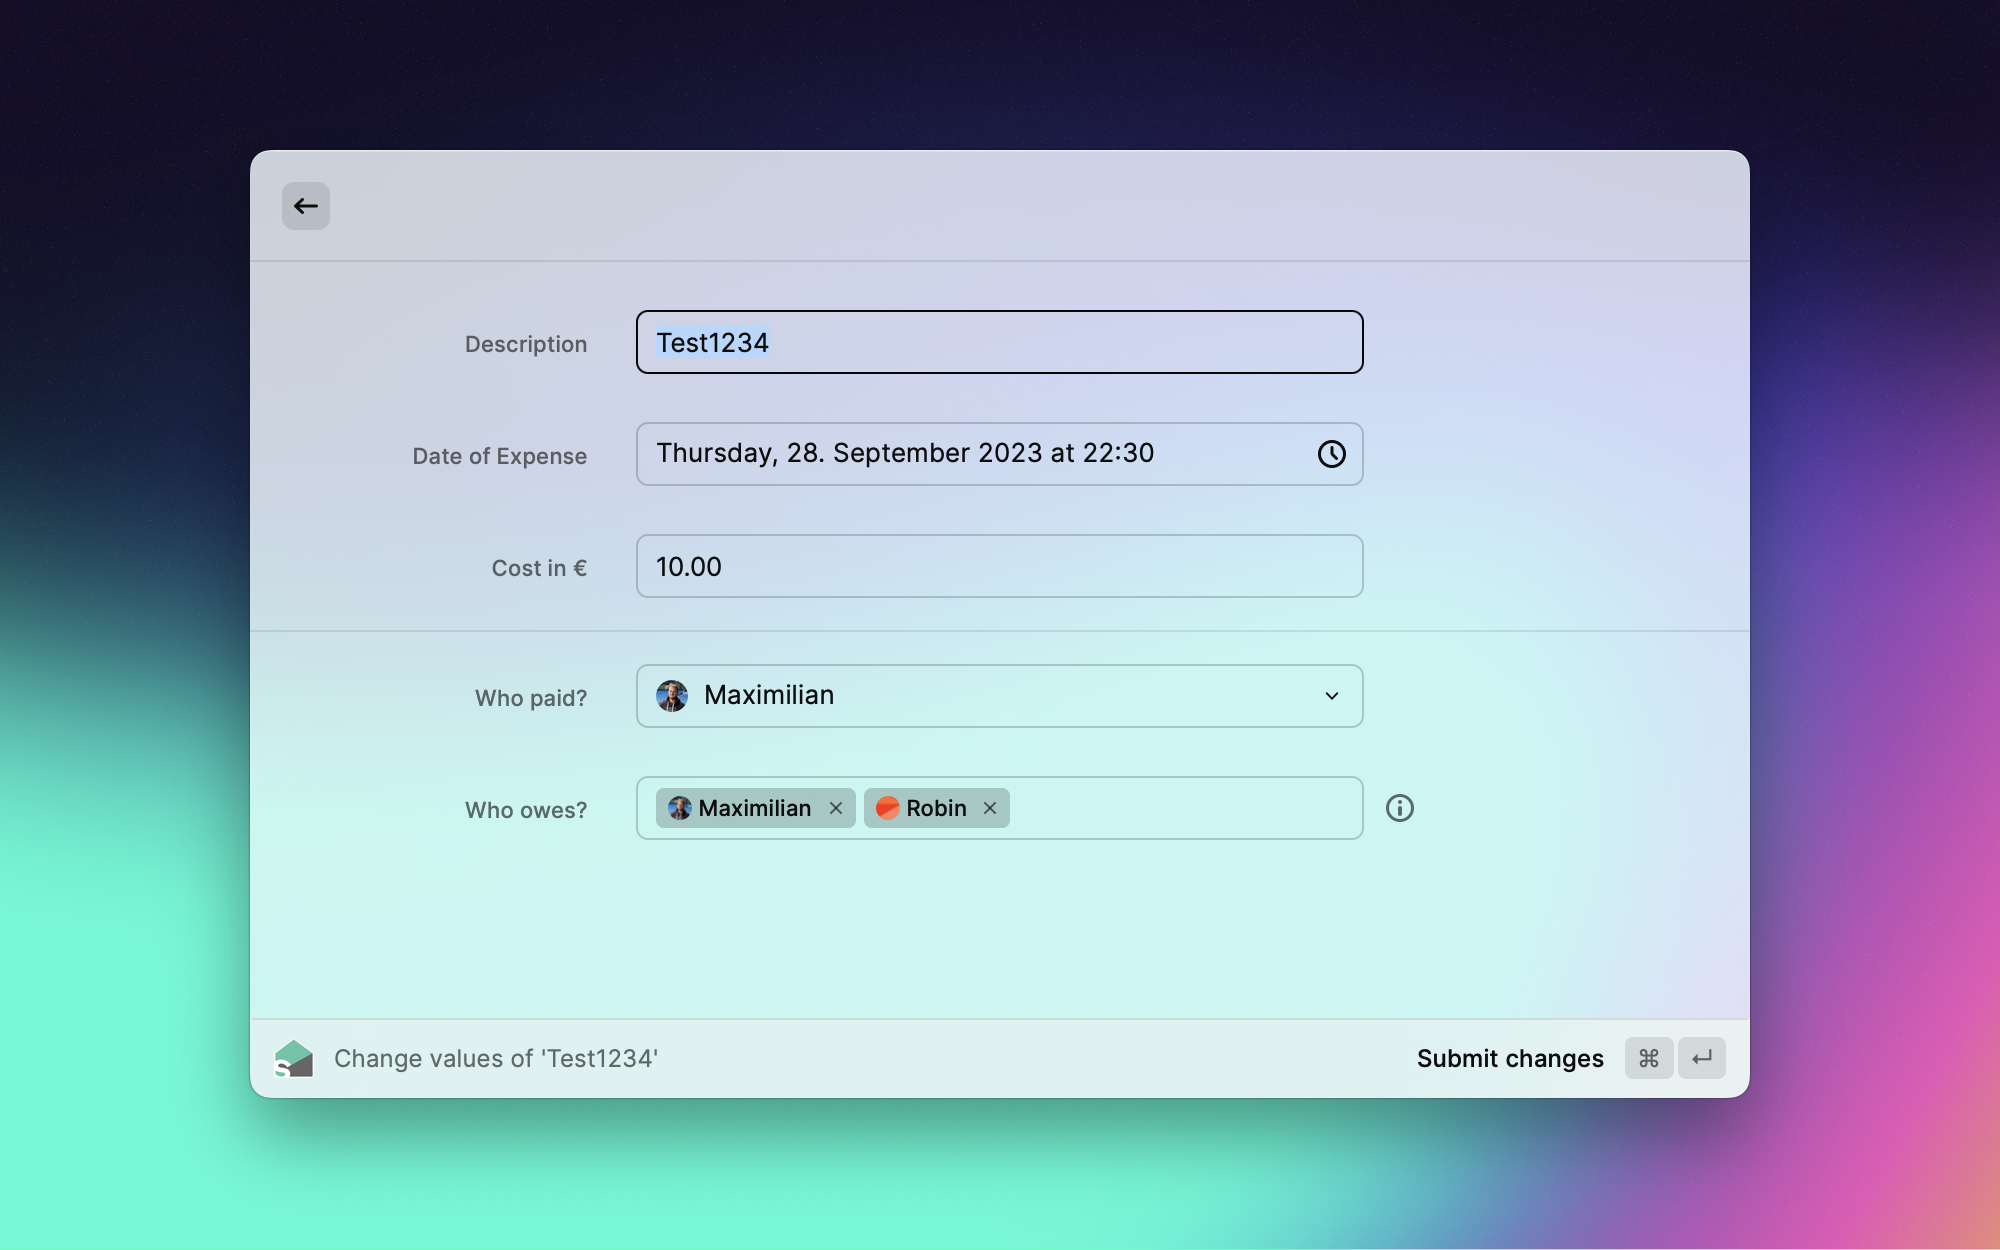 Description Test1234
Date of Expense Thursday, 28. September 2023 at 22:30
Cost in € 10.00
Who paid? Maximilian
Who owes? Maximilian Robin
S Change values of 'Test1234' Submit changes ⌘ ↵